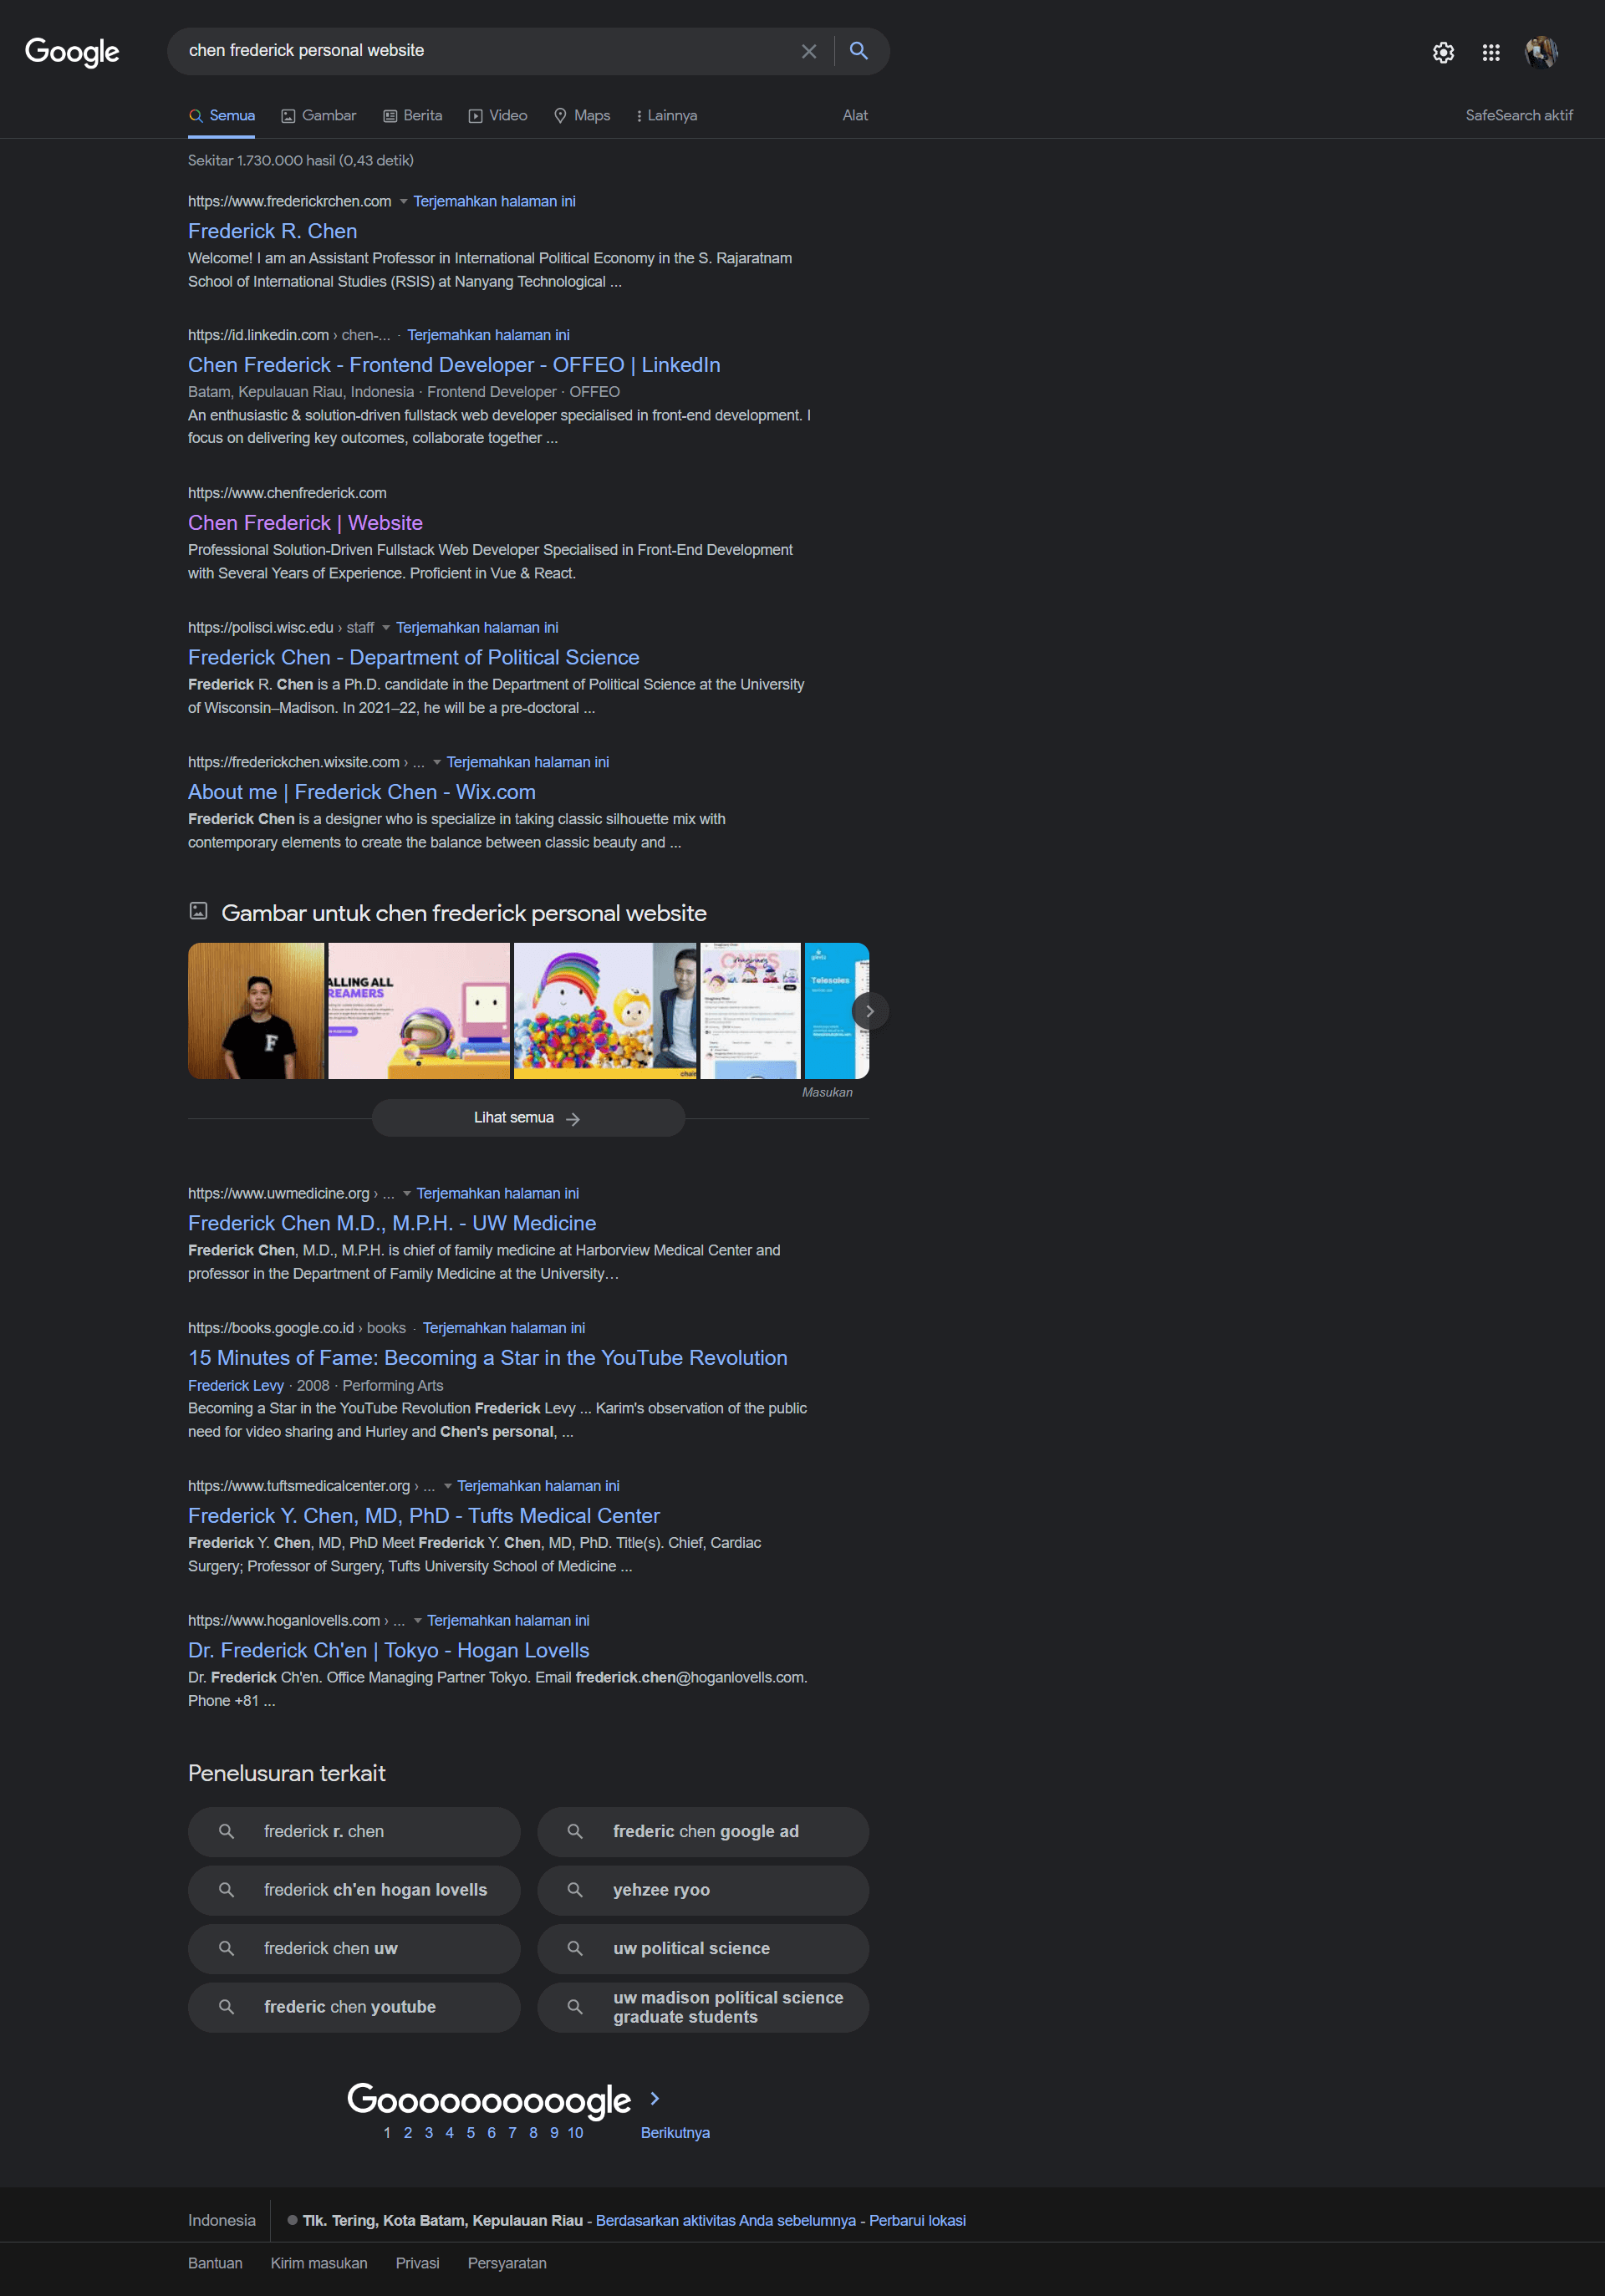 Google
chen frederick personal website
Semua Gambar Berita Video Maps Lainnya Alat SafeSearch aktif
Sekitar 1.730.000 hasil (0,43 detik)
https://www.frederickrchen.com Terjemahkan halaman ini
Frederick R. Chen
Welcome! I am an Assistant Professor in International Political Economy in the S. Rajaratnam
School of International Studies (RSIS) at Nanyang Technological ...
https://id.linkedin.com › chen-... · Terjemahkan halaman ini
Chen Frederick - Frontend Developer - OFFEO | LinkedIn
Batam, Kepulauan Riau, Indonesia · Frontend Developer · OFFEO
An enthusiastic & solution-driven fullstack web developer specialised in front-end development. I
focus on delivering key outcomes, collaborate together ...
https://www.chenfrederick.com
Chen Frederick | Website
Professional Solution-Driven Fullstack Web Developer Specialised in Front-End Development
with Several Years of Experience. Proficient in Vue & React.
https://polisci.wisc.edu › staff Terjemahkan halaman ini
Frederick Chen - Department of Political Science
Frederick R. Chen is a Ph.D. candidate in the Department of Political Science at the University
of Wisconsin–Madison. In 2021–22, he will be a pre-doctoral ...
https://frederickchen.wixsite.com › ... Terjemahkan halaman ini
About me | Frederick Chen - Wix.com
Frederick Chen is a designer who is specialize in taking classic silhouette mix with
contemporary elements to create the balance between classic beauty and ...
Gambar untuk chen frederick personal website
F
ALLING ALL
REAMERS
chain
ONES
glints
Telesales
Masukan
Lihat semua
https://www.uwmedicine.org › ... Terjemahkan halaman ini
Frederick Chen M.D., M.P.H. - UW Medicine
Frederick Chen, M.D., M.P.H. is chief of family medicine at Harborview Medical Center and
professor in the Department of Family Medicine at the University…
https://books.google.co.id › books · Terjemahkan halaman ini
15 Minutes of Fame: Becoming a Star in the YouTube Revolution
Frederick Levy · 2008 · Performing Arts
Becoming a Star in the YouTube Revolution Frederick Levy ... Karim's observation of the public
need for video sharing and Hurley and Chen's personal, ...
https://www.tuftsmedicalcenter.org › ... Terjemahkan halaman ini
Frederick Y. Chen, MD, PhD - Tufts Medical Center
Frederick Y. Chen, MD, PhD Meet Frederick Y. Chen, MD, PhD. Title(s). Chief, Cardiac
Surgery; Professor of Surgery, Tufts University School of Medicine ...
https://www.hoganlovells.com › ... Terjemahkan halaman ini
Dr. Frederick Ch'en | Tokyo - Hogan Lovells
Dr. Frederick Ch'en. Office Managing Partner Tokyo. Email frederick.chen@hoganlovells.com.
Phone +81 ...
Penelusuran terkait
frederick r. chen
frederic chen google ad
frederick ch'en hogan lovells
yehzee ryoo
frederick chen uw
uw political science
frederic chen youtube
uw madison political science
graduate students
Goooooooooogle
1 2 3 4 5 6 7 8 9 10 Berikutnya
Indonesia Tlk. Tering, Kota Batam, Kepulauan Riau - Berdasarkan aktivitas Anda sebelumnya - Perbarui lokasi
Bantuan Kirim masukan Privasi Persyaratan